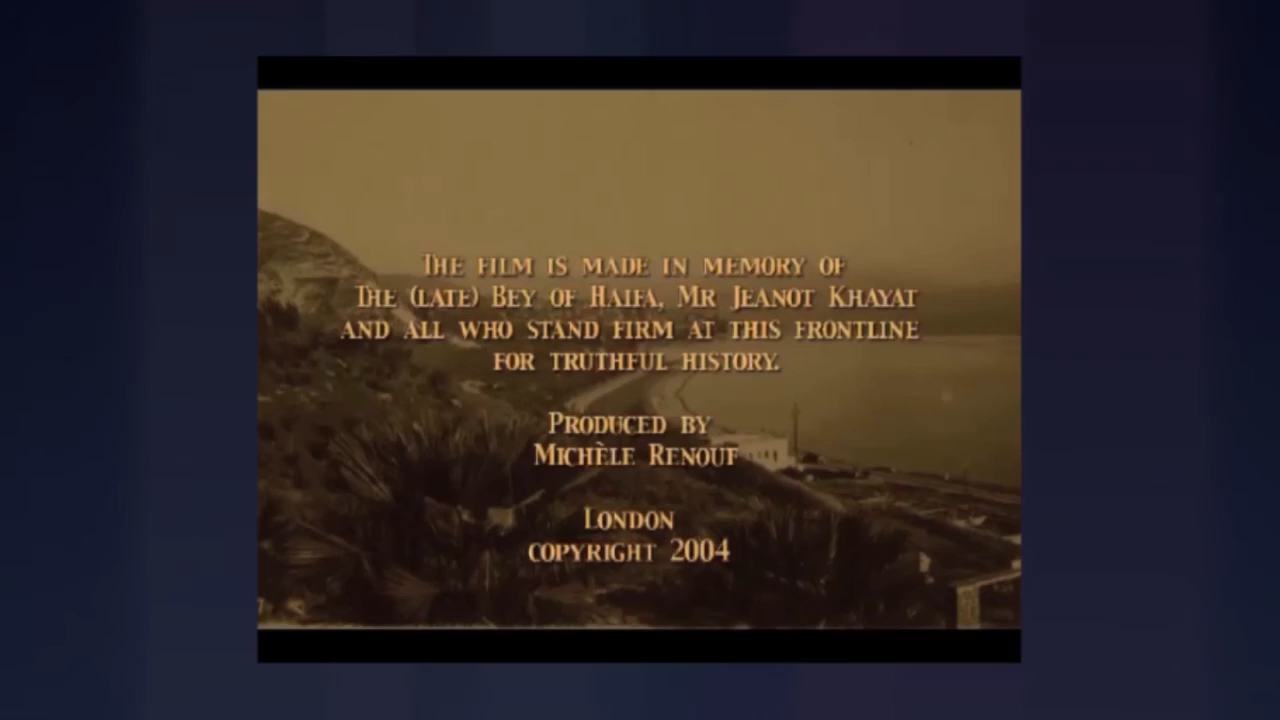 The film is made in memory of
The (late) Bey of Haifa, Mr Jeanot Khayat
and all who stand firm at this frontline
for truthful history.
Produced by
Michèle Renouf
London
copyright 2004